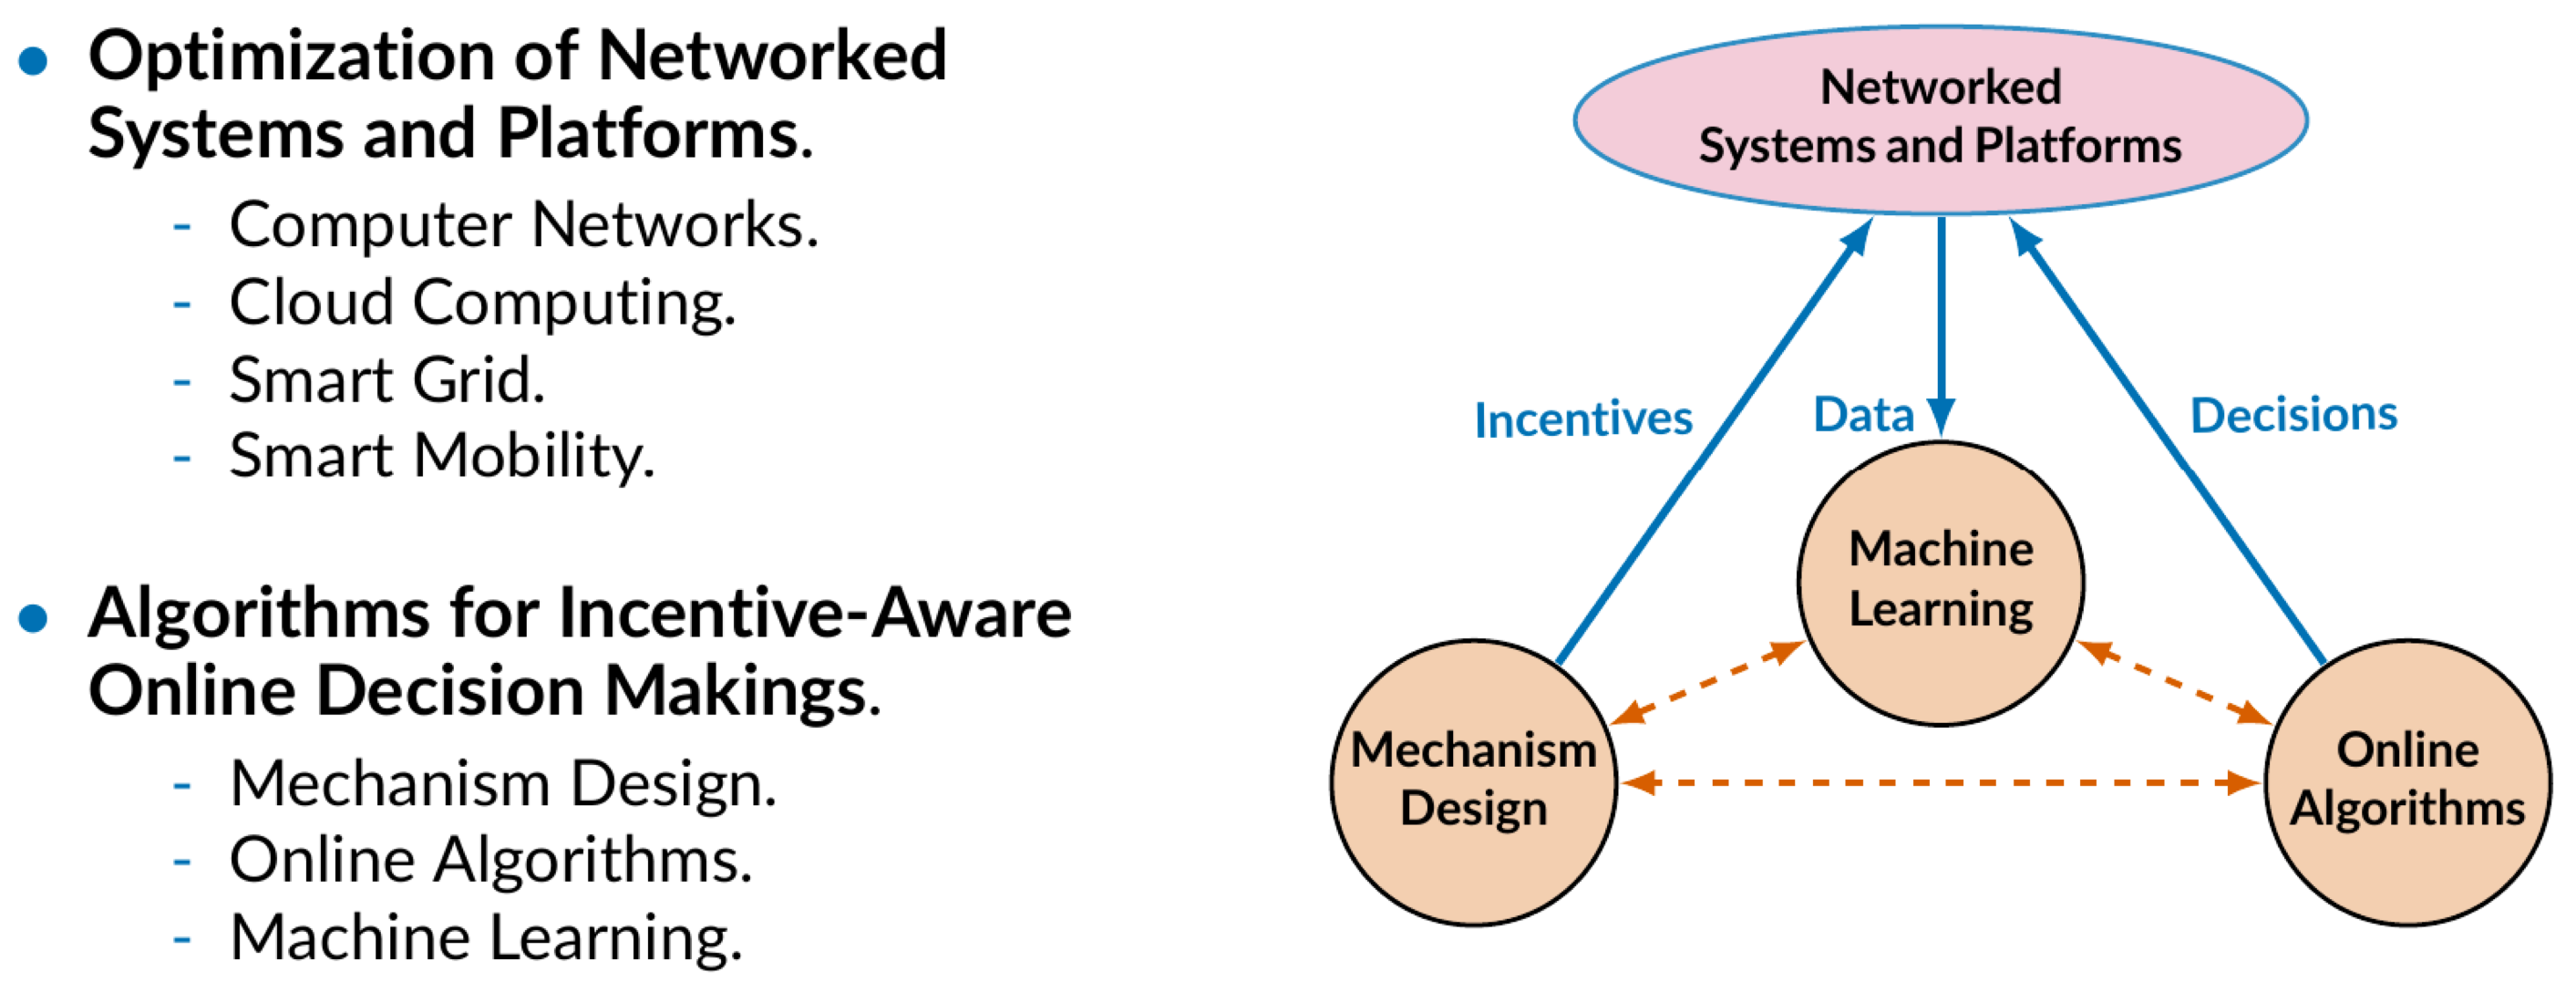 • Optimization of Networked
Systems and Platforms.
- Computer Networks.
- Cloud Computing.
- Smart Grid.
- Smart Mobility.
• Algorithms for Incentive-Aware
Online Decision Makings.
- Mechanism Design.
- Online Algorithms.
- Machine Learning.
Networked
Systems and Platforms
Incentives
Data
Decisions
Machine
Learning
Mechanism
Design
Online
Algorithms